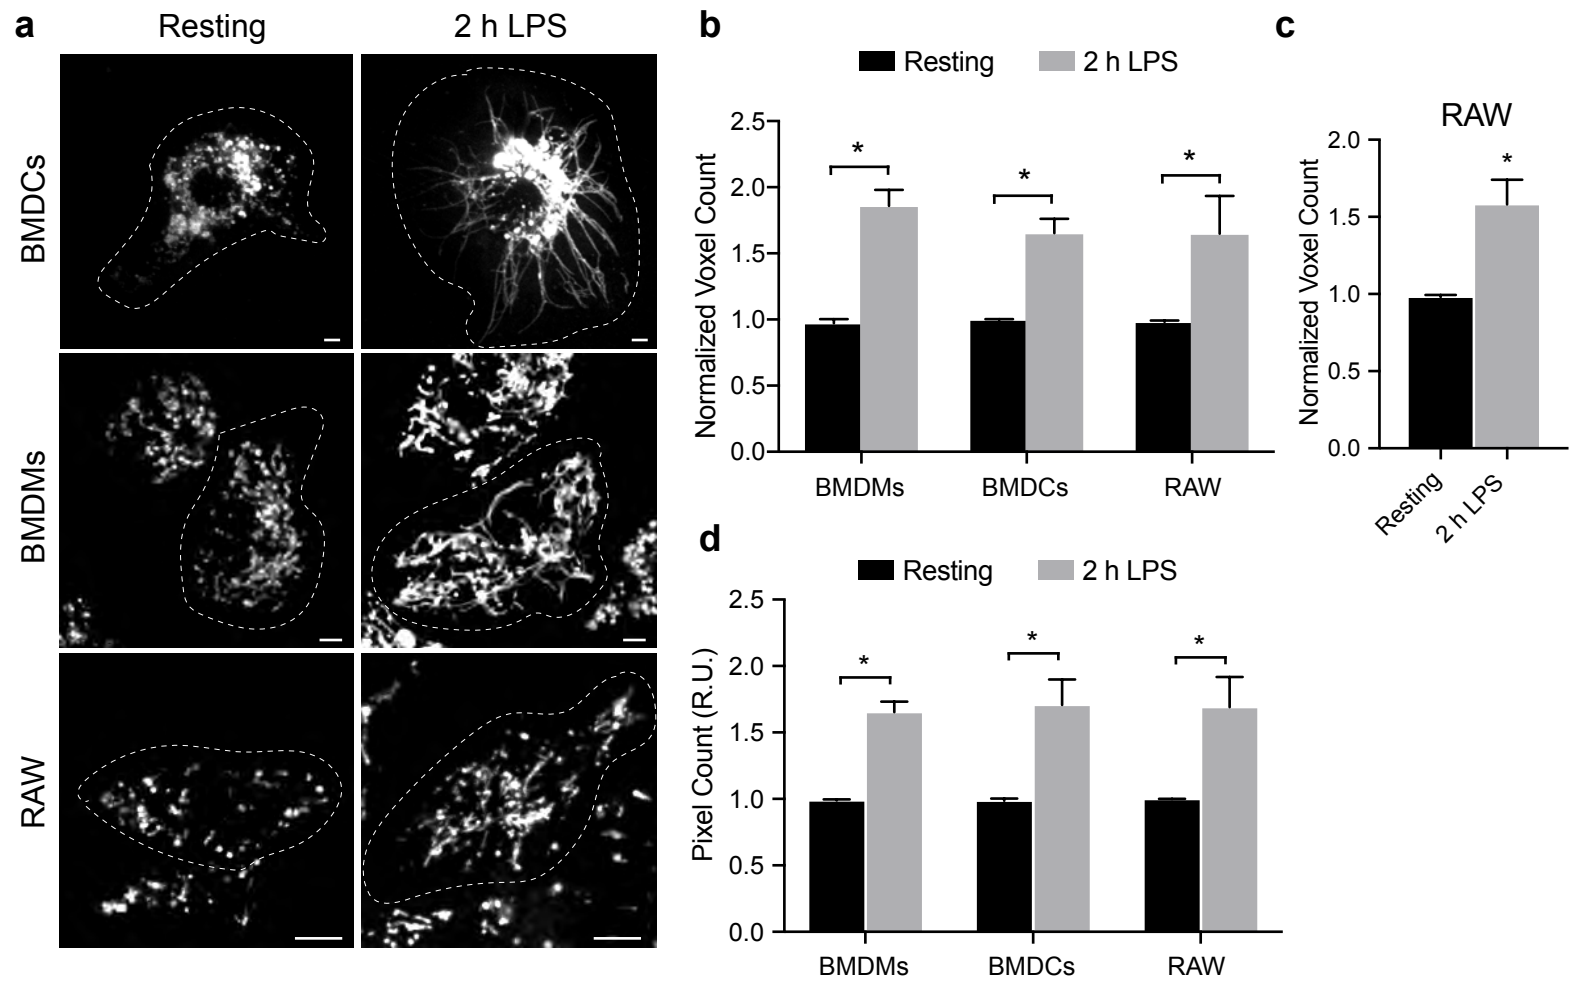 a
Resting
2 h LPS
BMDCs
BMDMs
RAW
b
Resting
2 h LPS
Normalized Voxel Count
2.5
2.0
1.5
1.0
0.5
0.0
*
*
*
BMDMs
BMDCs
RAW
c
RAW
Normalized Voxel Count
2.0
1.5
1.0
0.5
0.0
*
Resting
2 h LPS
d
Resting
2 h LPS
Pixel Count (R.U.)
2.5
2.0
1.5
1.0
0.5
0.0
*
*
*
BMDMs
BMDCs
RAW